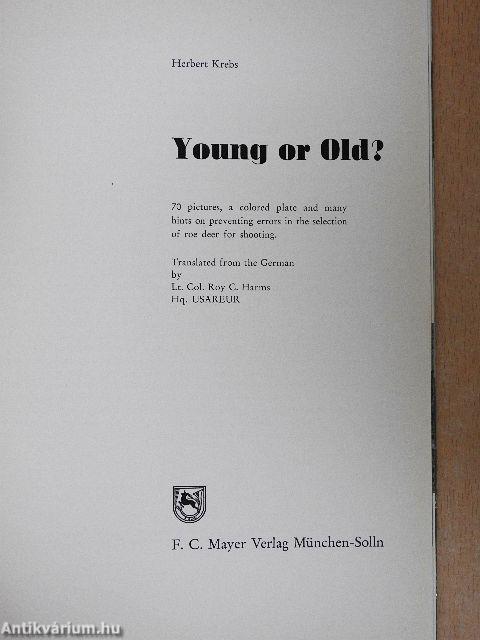 Herbert Krebs
Young or Old?
70 pictures, a colored plate and many
hints on preventing errors in the selection
of roe deer for shooting.
Translated from the German
by
Lt. Col. Roy C. Harms
Hq. USAREUR
F. C. Mayer Verlag München-Solln
Antikvárium.hu